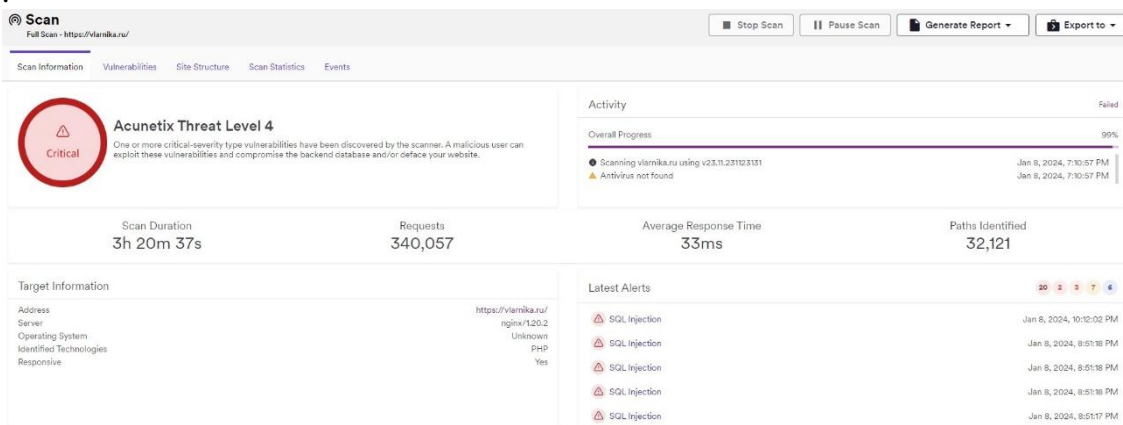 Scan
Full Scan - https://vlarnika.ru/
Stop Scan
Pause Scan
Generate Report
Export to
Scan Information Vulnerabilities Site Structure Scan Statistics Events
Critical
Acunetix Threat Level 4
One or more critical-severity type vulnerabilities have been discovered by the scanner. A malicious user can
exploit these vulnerabilities and compromise the backend database and/or deface your website.
Activity Failed
Overall Progress 99%
Scanning vlarnika.ru using v23.11.231123131 Jan 8, 2024, 7:10:57 PM
Antivirus not found Jan 8, 2024, 7:10:57 PM
Scan Duration Requests Average Response Time Paths Identified
3h 20m 37s 340,057 33ms 32,121
Target Information
Address https://vlarnika.ru/
Server nginx/1.20.2
Operating System Unknown
Identified Technologies PHP
Responsive Yes
Latest Alerts 20 2 3 7 6
SQL Injection Jan 8, 2024, 10:12:02 PM
SQL Injection Jan 8, 2024, 8:51:18 PM
SQL Injection Jan 8, 2024, 8:51:18 PM
SQL Injection Jan 8, 2024, 8:51:18 PM
SQL Injection Jan 8, 2024, 8:51:17 PM